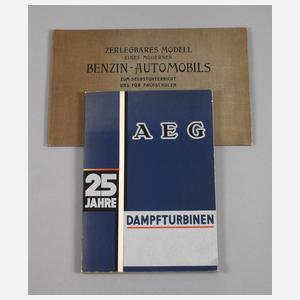 ZERLEGBARES MODELL
EINES MODERNEN
BENZIN-AUTOMOBILS
ZUM SELBSTUNTERRICHT
UND FÜR FACHSCHULEN
AEG
25
JAHRE
DAMPFTURBINEN